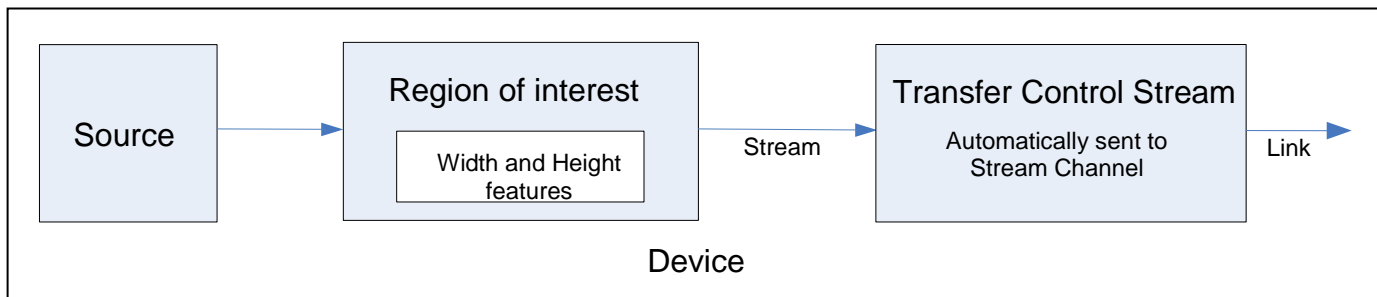 Source
Region of interest
Width and Height
features
Stream
Transfer Control Stream
Automatically sent to
Stream Channel
Link
Device